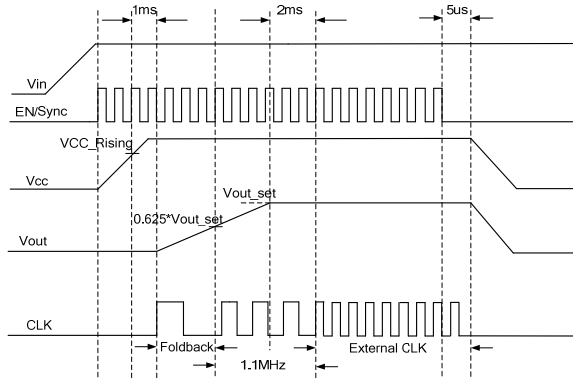 1ms
2ms
5us
Vin
EN/Sync
VCC_Rising
Vcc
Vout_set
0.625*Vout_set
Vout
CLK
Foldback
External CLK
1.1MHz